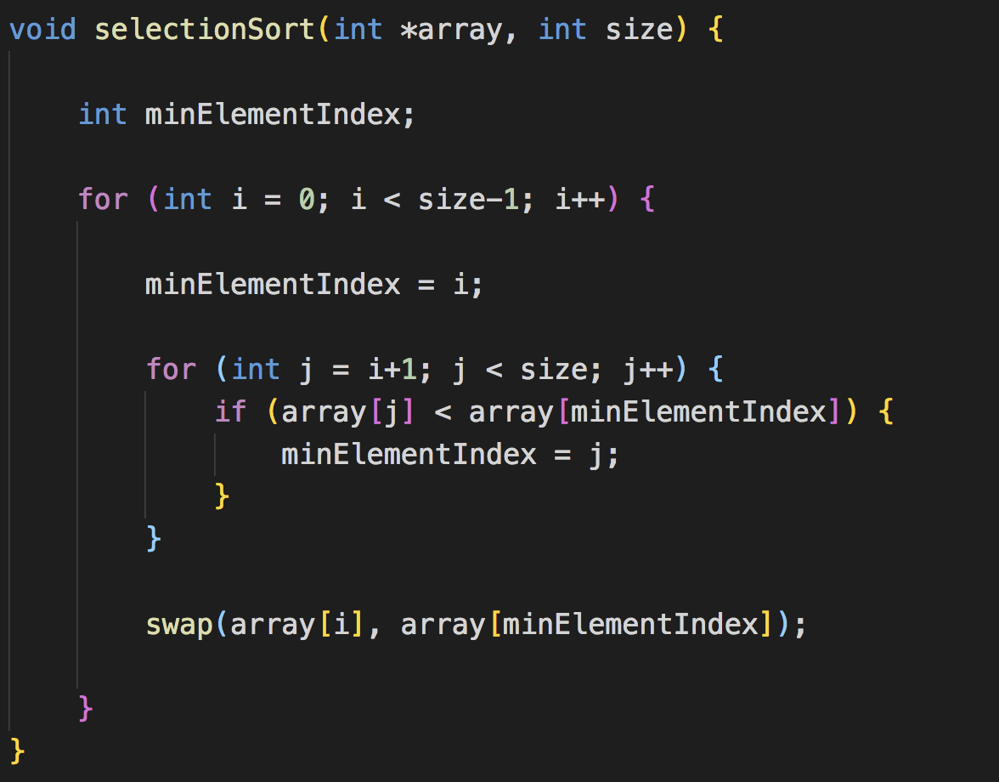 void selectionSort(int *array, int size) {
    int minElementIndex;
    for (int i = 0; i < size-1; i++) {
        minElementIndex = i;
        for (int j = i+1; j < size; j++) {
            if (array[j] < array[minElementIndex]) {
                minElementIndex = j;
            }
        }
        swap(array[i], array[minElementIndex]);
    }
}